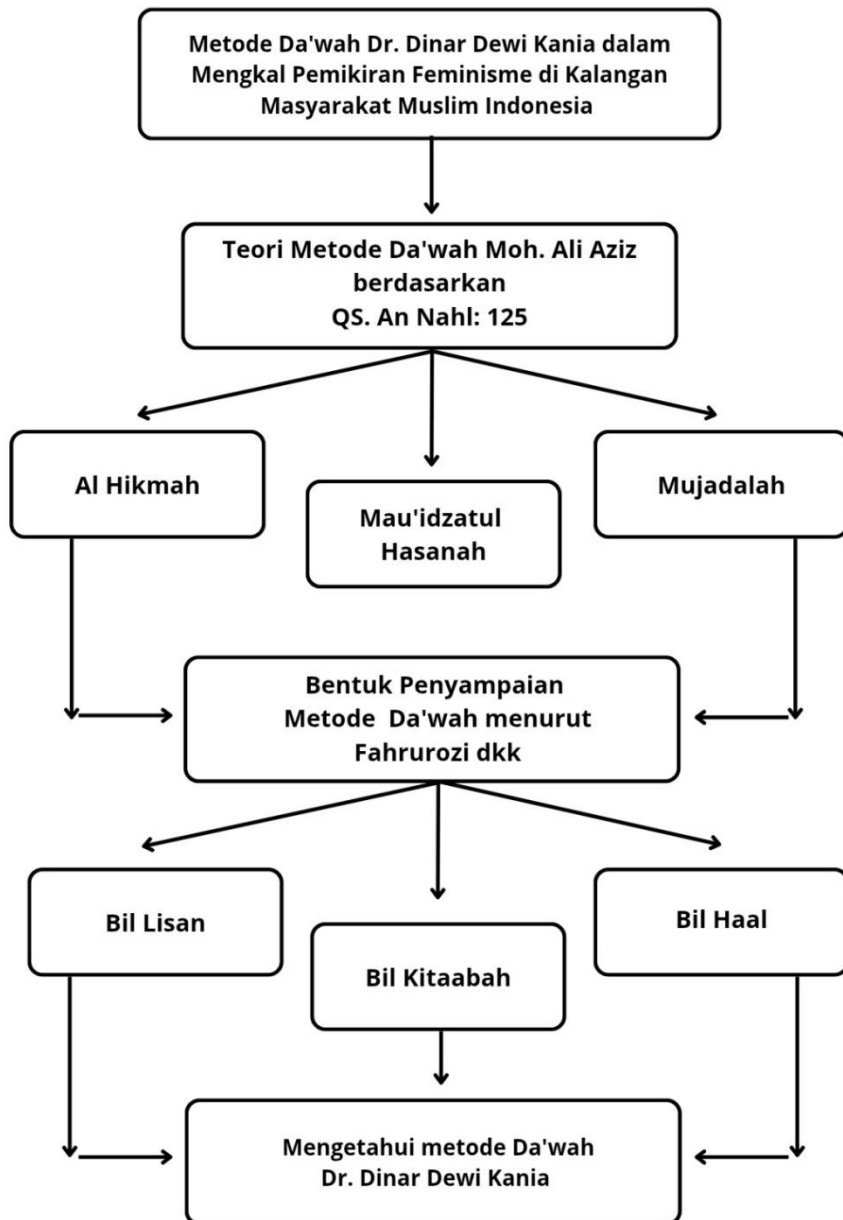 Metode Da'wah Dr. Dinar Dewi Kania dalam
Mengkal Pemikiran Feminisme di Kalangan
Masyarakat Muslim Indonesia
Teori Metode Da'wah Moh. Ali Aziz
berdasarkan
QS. An Nahl: 125
Al Hikmah
Mau'idzatul
Hasanah
Mujadalah
Bentuk Penyampaian
Metode Da'wah menurut
Fahrurozi dkk
Bil Lisan
Bil Kitaabah
Bil Haal
Mengetahui metode Da'wah
Dr. Dinar Dewi Kania